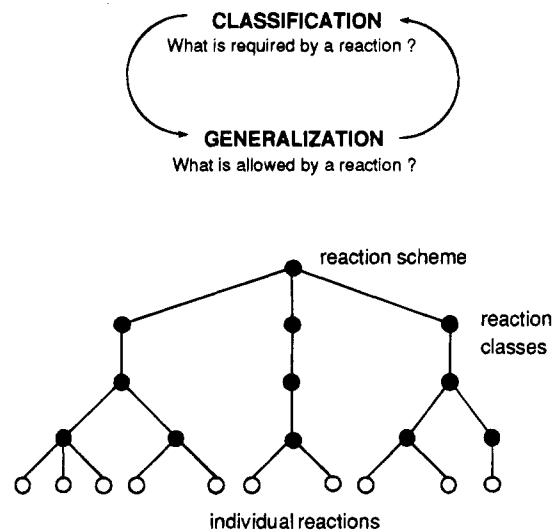 CLASSIFICATION
What is required by a reaction ?
GENERALIZATION
What is allowed by a reaction ?
reaction scheme
reaction
classes
individual reactions